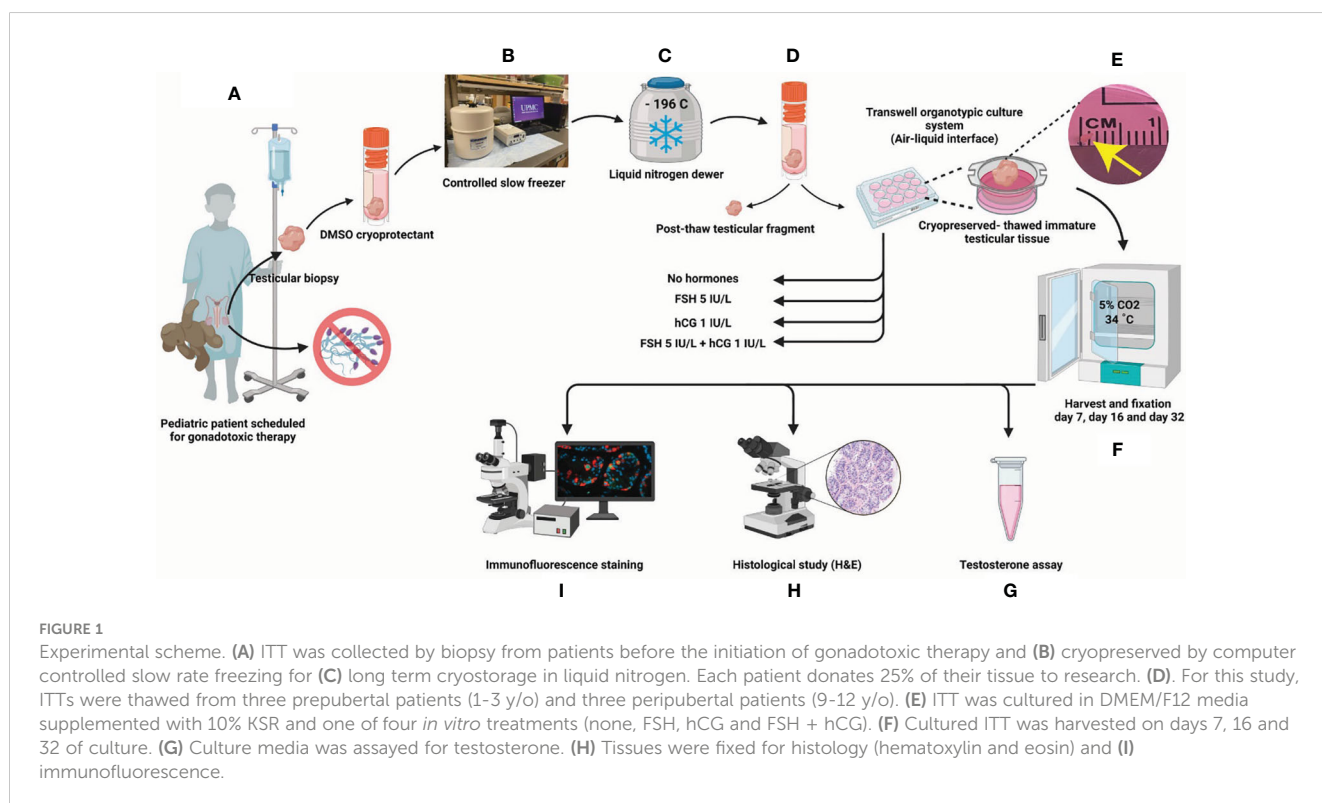 A
B
C
D
E
UPMC
- 196 C
CM
1
Transwell organotypic culture
system
(Air-liquid interface)
Controlled slow freezer
Liquid nitrogen dewer
DMSO cryoprotectant
Post-thaw testicular fragment
Cryopreserved- thawed immature
testicular tissue
Testicular biopsy
No hormones
FSH 5 IU/L
hCG 1 IU/L
FSH 5 IU/L + hCG 1 IU/L
5% CO2
34 ˚C
Pediatric patient scheduled
for gonadotoxic therapy
Harvest and fixation
day 7, day 16 and day 32
F
Immunofluorescence staining
Histological study (H&E)
Testosterone assay
I
H
G
FIGURE 1
Experimental scheme. (A) ITT was collected by biopsy from patients before the initiation of gonadotoxic therapy and (B) cryopreserved by computer
controlled slow rate freezing for (C) long term cryostorage in liquid nitrogen. Each patient donates 25% of their tissue to research. (D). For this study,
ITTs were thawed from three prepubertal patients (1-3 y/o) and three peripubertal patients (9-12 y/o). (E) ITT was cultured in DMEM/F12 media
supplemented with 10% KSR and one of four in vitro treatments (none, FSH, hCG and FSH + hCG). (F) Cultured ITT was harvested on days 7, 16 and
32 of culture. (G) Culture media was assayed for testosterone. (H) Tissues were fixed for histology (hematoxylin and eosin) and (I)
immunofluorescence.